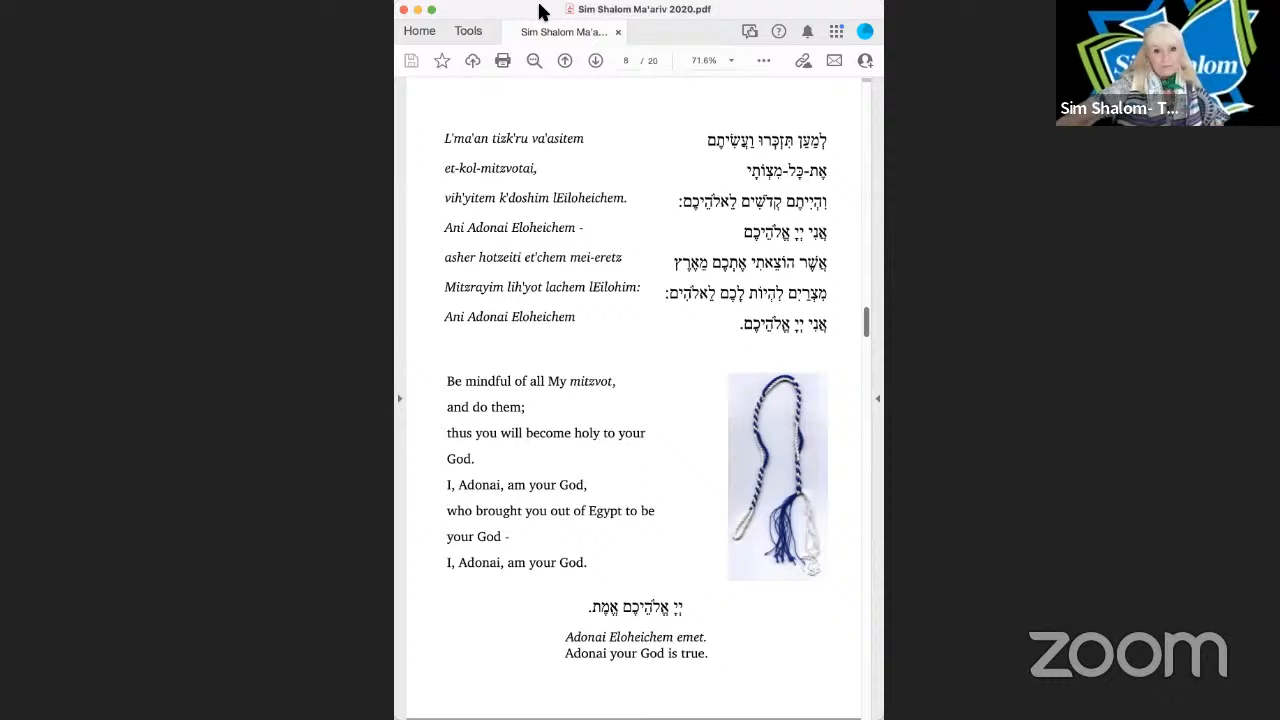 Sim Shalom Ma'ariv 2020.pdf
Home Tools Sim Shalom Ma'a... ×
8 / 20 71.6%
L'ma'an tizk'ru va'asitem
et-kol-mitzvotai,
vih'yitem k'doshim lEiloheichem.
Ani Adonai Eloheichem -
asher hotzeiti et'chem mei-eretz
Mitzrayim lih'yot lachem lEilohim:
Ani Adonai Eloheichem
לְמַעַן תִּזְכְּרוּ וַעֲשִׂיתֶם
אֶת-כָּל-מִצְוֹתָי
וִהְיִיתֶם קְדֹשִׁים לֵאלֹהֵיכֶם:
אֲנִי יְיָ אֱלֹהֵיכֶם
אֲשֶׁר הוֹצֵאתִי אֶתְכֶם מֵאֶרֶץ
מִצְרַיִם לִהְיוֹת לָכֶם לֵאלֹהִים:
אֲנִי יְיָ אֱלֹהֵיכֶם.
Be mindful of all My mitzvot,
and do them;
thus you will become holy to your
God.
I, Adonai, am your God,
who brought you out of Egypt to be
your God -
I, Adonai, am your God.
יְיָ אֱלֹהֵיכֶם אֱמֶת.
Adonai Eloheichem emet.
Adonai your God is true.
Sim Shalom- T...
zoom